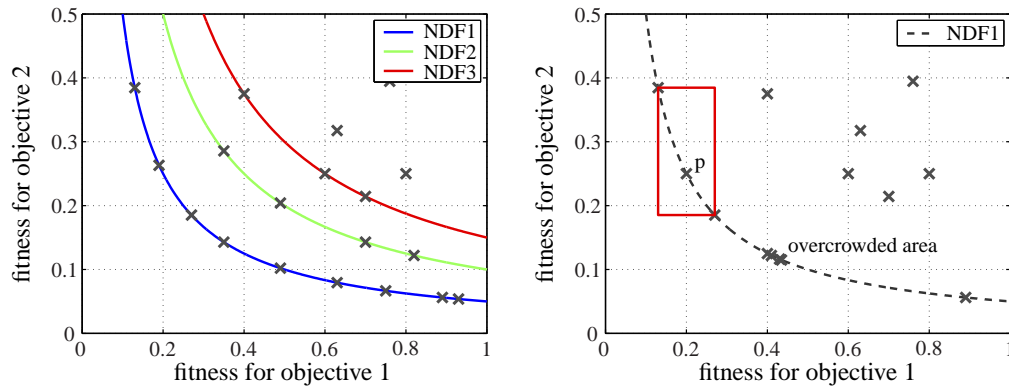 0.5
0.4
0.3
0.2
0.1
0
fitness for objective 2
NDF1
NDF2
NDF3
0 0.2 0.4 0.6 0.8 1
fitness for objective 1
0.5
0.4
0.3
0.2
0.1
0
fitness for objective 2
NDF1
p
overcrowded area
0 0.2 0.4 0.6 0.8 1
fitness for objective 1